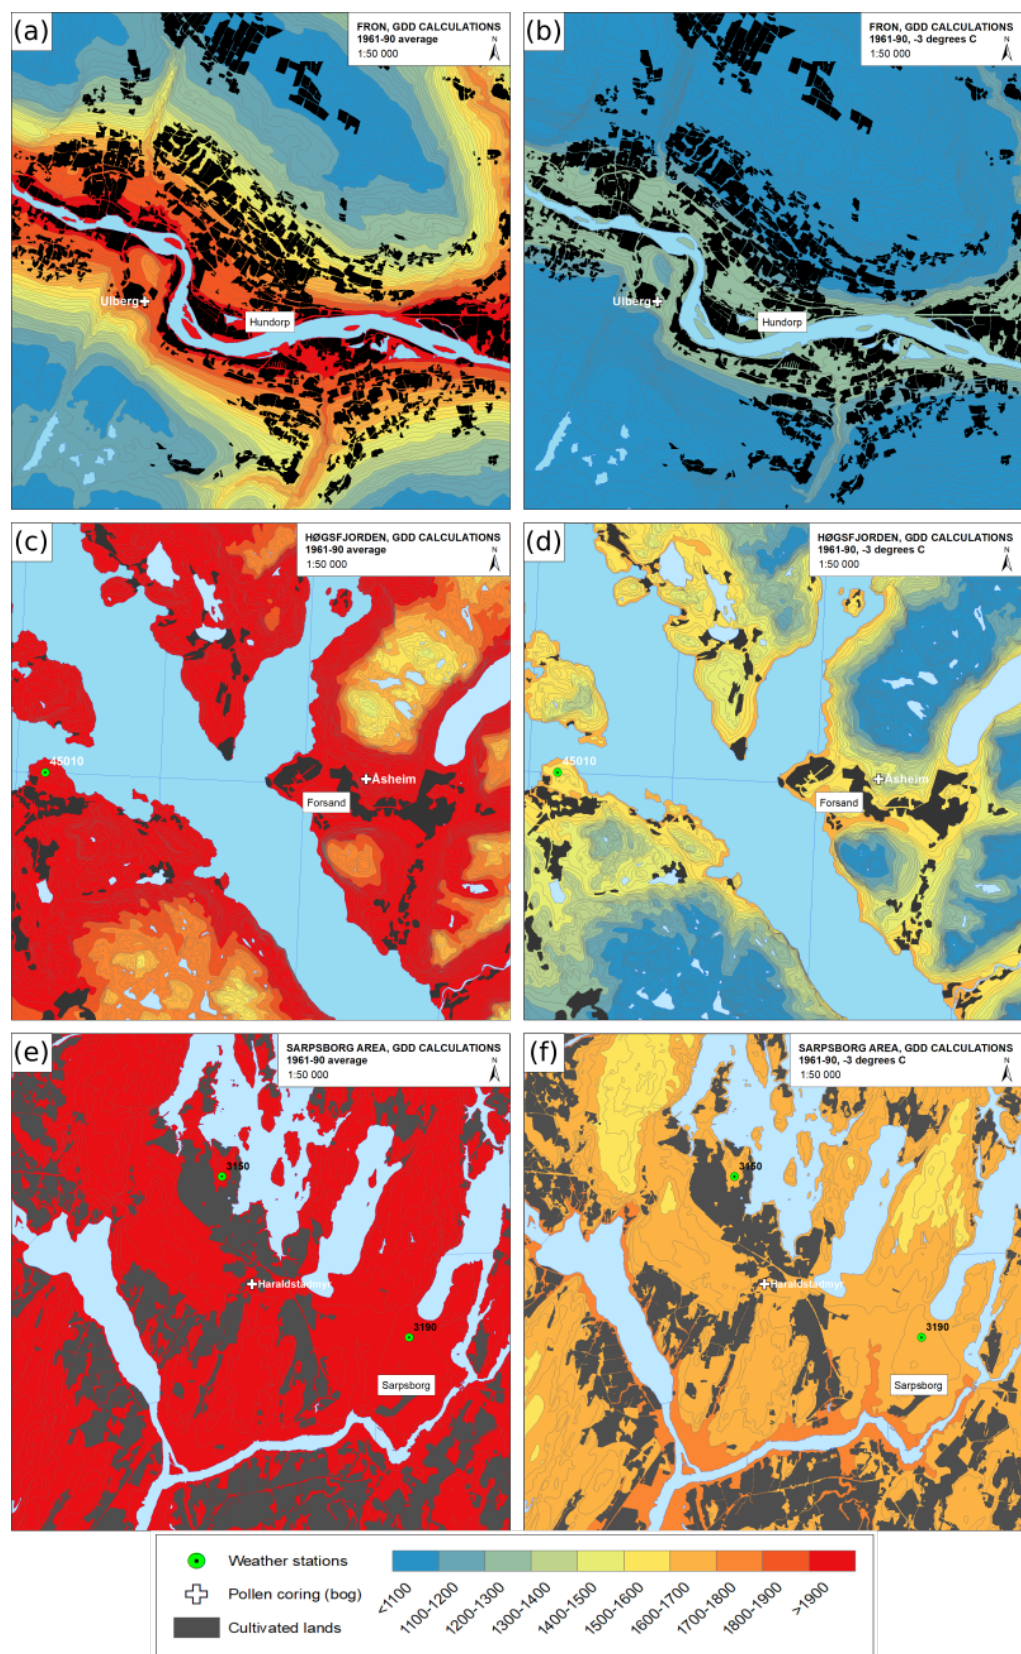 (a)
FRON, GDD CALCULATIONS
1961-90 average
1:50 000
N
Ulberg
Hundorp
(b)
FRON, GDD CALCULATIONS
1961-90, -3 degrees C
1:50 000
N
Ulberg
Hundorp
(c)
HØGSFJORDEN, GDD CALCULATIONS
1961-90 average
1:50 000
N
45010
Åsheim
Forsand
(d)
HØGSFJORDEN, GDD CALCULATIONS
1961-90, -3 degrees C
1:50 000
N
45010
Åsheim
Forsand
(e)
SARPSBORG AREA, GDD CALCULATIONS
1961-90 average
1:50 000
N
3150
Haraldstadmyr
3190
Sarpsborg
(f)
SARPSBORG AREA, GDD CALCULATIONS
1961-90, -3 degrees C
1:50 000
N
3150
Haraldstadmyr
3190
Sarpsborg
Weather stations
Pollen coring (bog)
Cultivated lands
<1100
1100-1200
1200-1300
1300-1400
1400-1500
1500-1600
1600-1700
1700-1800
1800-1900
>1900